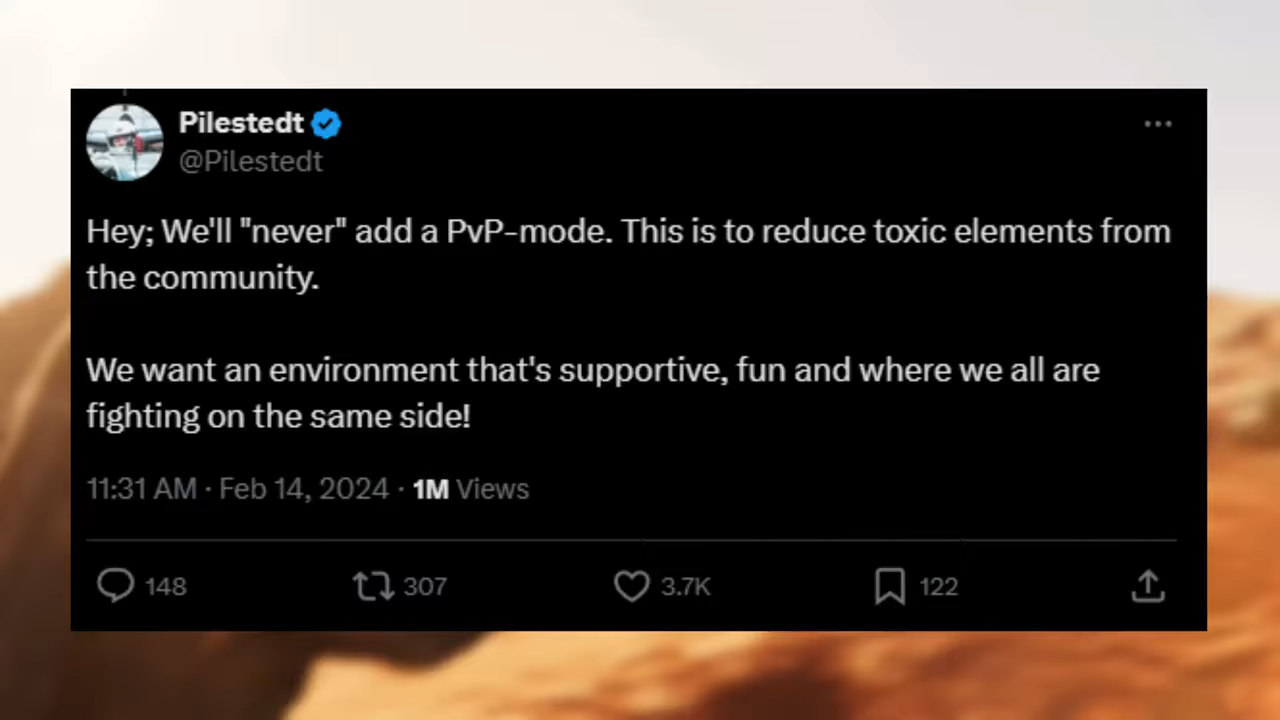 Pilestedt
@Pilestedt
Hey; We'll "never" add a PvP-mode. This is to reduce toxic elements from
the community.
We want an environment that's supportive, fun and where we all are
fighting on the same side!
11:31 AM · Feb 14, 2024 · 1M Views
148 307 3.7K 122